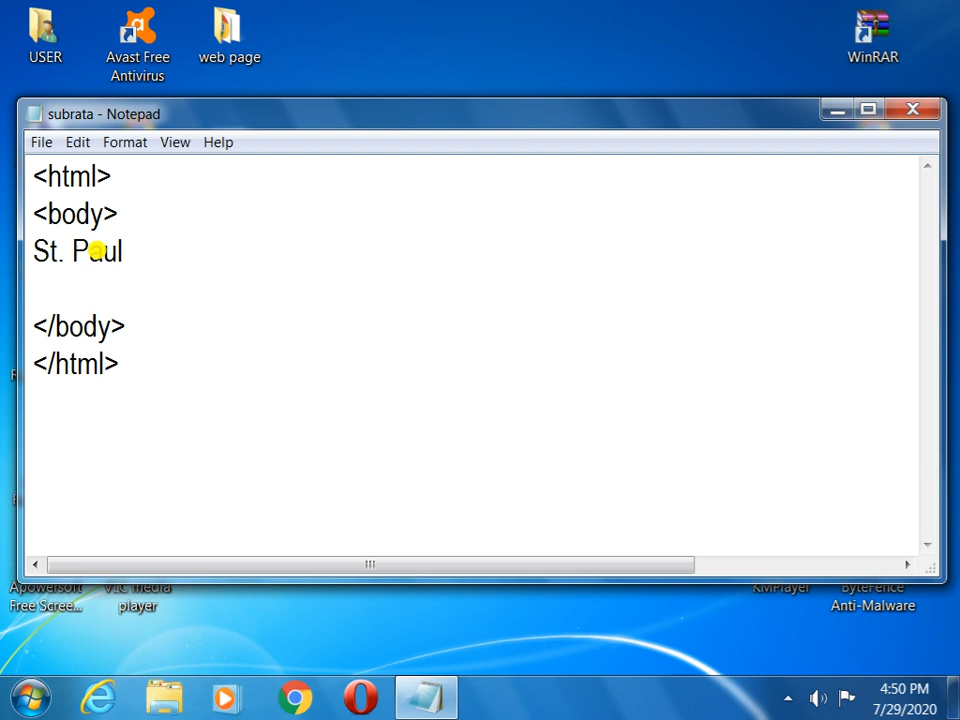 USER
Avast Free
Antivirus
web page
WinRAR
subrata - Notepad
File Edit Format View Help
<html>
<body>
St. Paul
</body>
</html>
Apowersoft
Free Scree...
VLC media
player
KMPlayer
ByteFence
Anti-Malware
4:50 PM
7/29/2020